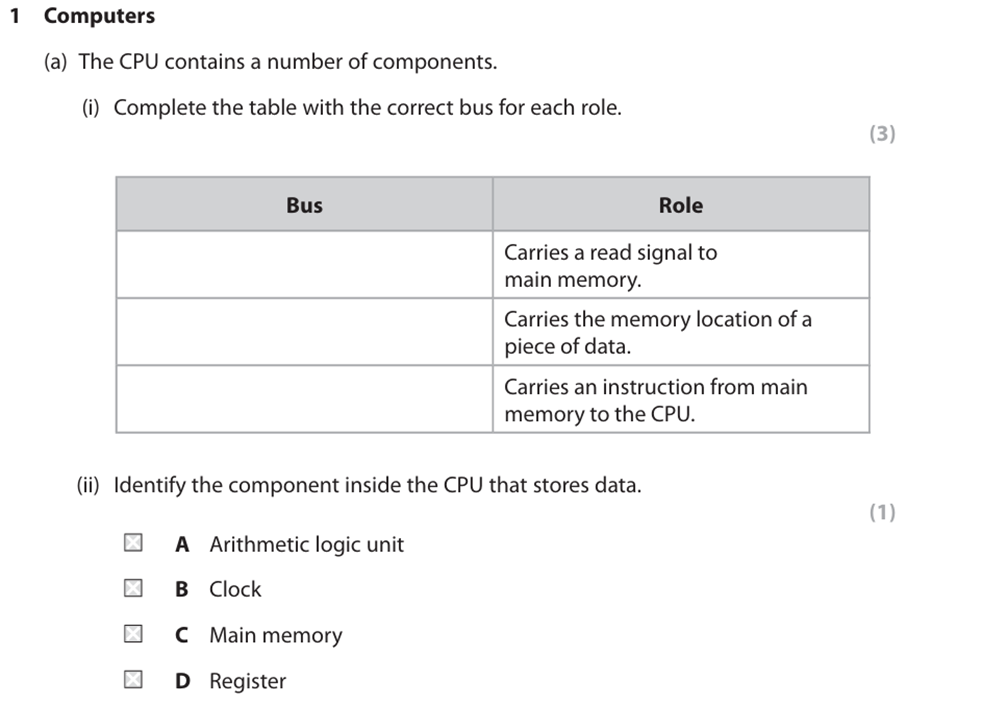 1 Computers
(a) The CPU contains a number of components.
(i) Complete the table with the correct bus for each role.
(3)
Bus Role
Carries a read signal to
main memory.
Carries the memory location of a
piece of data.
Carries an instruction from main
memory to the CPU.
(ii) Identify the component inside the CPU that stores data.
(1)
A Arithmetic logic unit
B Clock
C Main memory
D Register